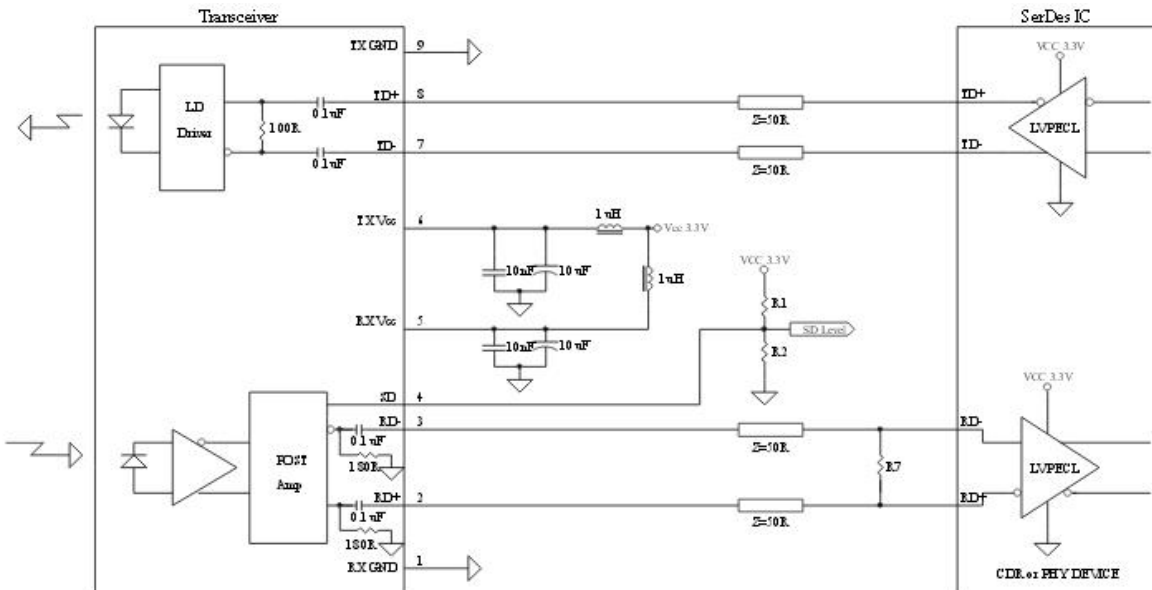 Transceiver
SerDes IC
TX GND
9
VCC 3.3V
LD
Driver
100R
0.1uF
TD+
8
Z=50R
TD+
LVPECL
0.1uF
TD-
7
Z=50R
TD-
TX Vcc
6
1uH
Vcc 3.3V
10nF
10uF
1uH
VCC 3.3V
R1
RX Vcc
5
SD Level
10nF
10uF
R2
SD
4
VCC 3.3V
RD-
3
RD-
0.1uF
Z=50R
180R
POST
Amp
R7
LVPECL
RD+
2
RD+
0.1uF
Z=50R
180R
RX GND
1
CDR or PHY DEVICE